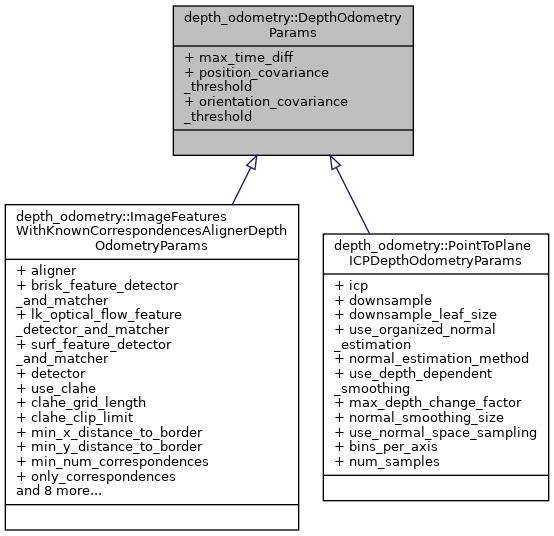 depth_odometry::DepthOdometry
Params
+ max_time_diff
+ position_covariance
_threshold
+ orientation_covariance
_threshold
depth_odometry::ImageFeatures
WithKnownCorrespondencesAlignerDepth
OdometryParams
+ aligner
+ brisk_feature_detector
_and_matcher
+ lk_optical_flow_feature
_detector_and_matcher
+ surf_feature_detector
_and_matcher
+ detector
+ use_clahe
+ clahe_grid_length
+ clahe_clip_limit
+ min_x_distance_to_border
+ min_y_distance_to_border
+ min_num_correspondences
+ only_correspondences
and 8 more...
depth_odometry::PointToPlane
ICPDepthOdometryParams
+ icp
+ downsample
+ downsample_leaf_size
+ use_organized_normal
_estimation
+ normal_estimation_method
+ use_depth_dependent
_smoothing
+ max_depth_change_factor
+ normal_smoothing_size
+ use_normal_space_sampling
+ bins_per_axis
+ num_samples